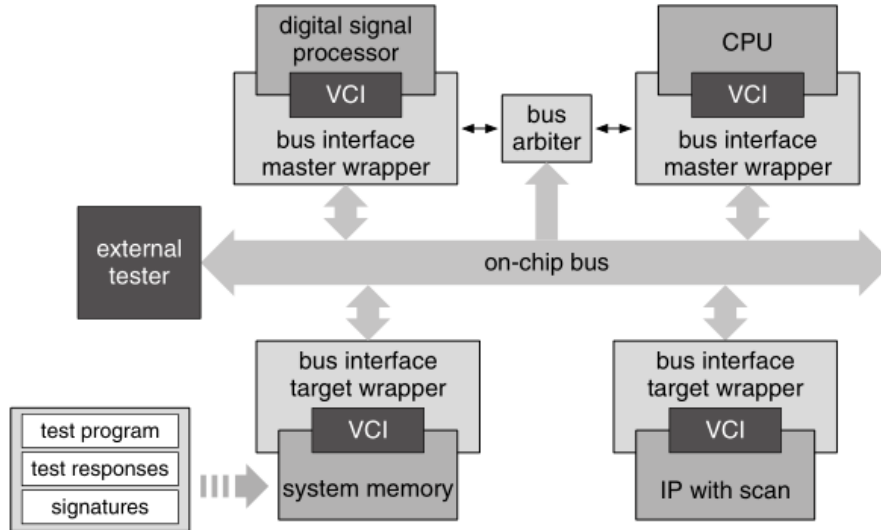 digital signal
processor
VCI
bus interface
master wrapper
bus
arbiter
CPU
VCI
bus interface
master wrapper
external
tester
on-chip bus
bus interface
target wrapper
VCI
system memory
bus interface
target wrapper
VCI
IP with scan
test program
test responses
signatures